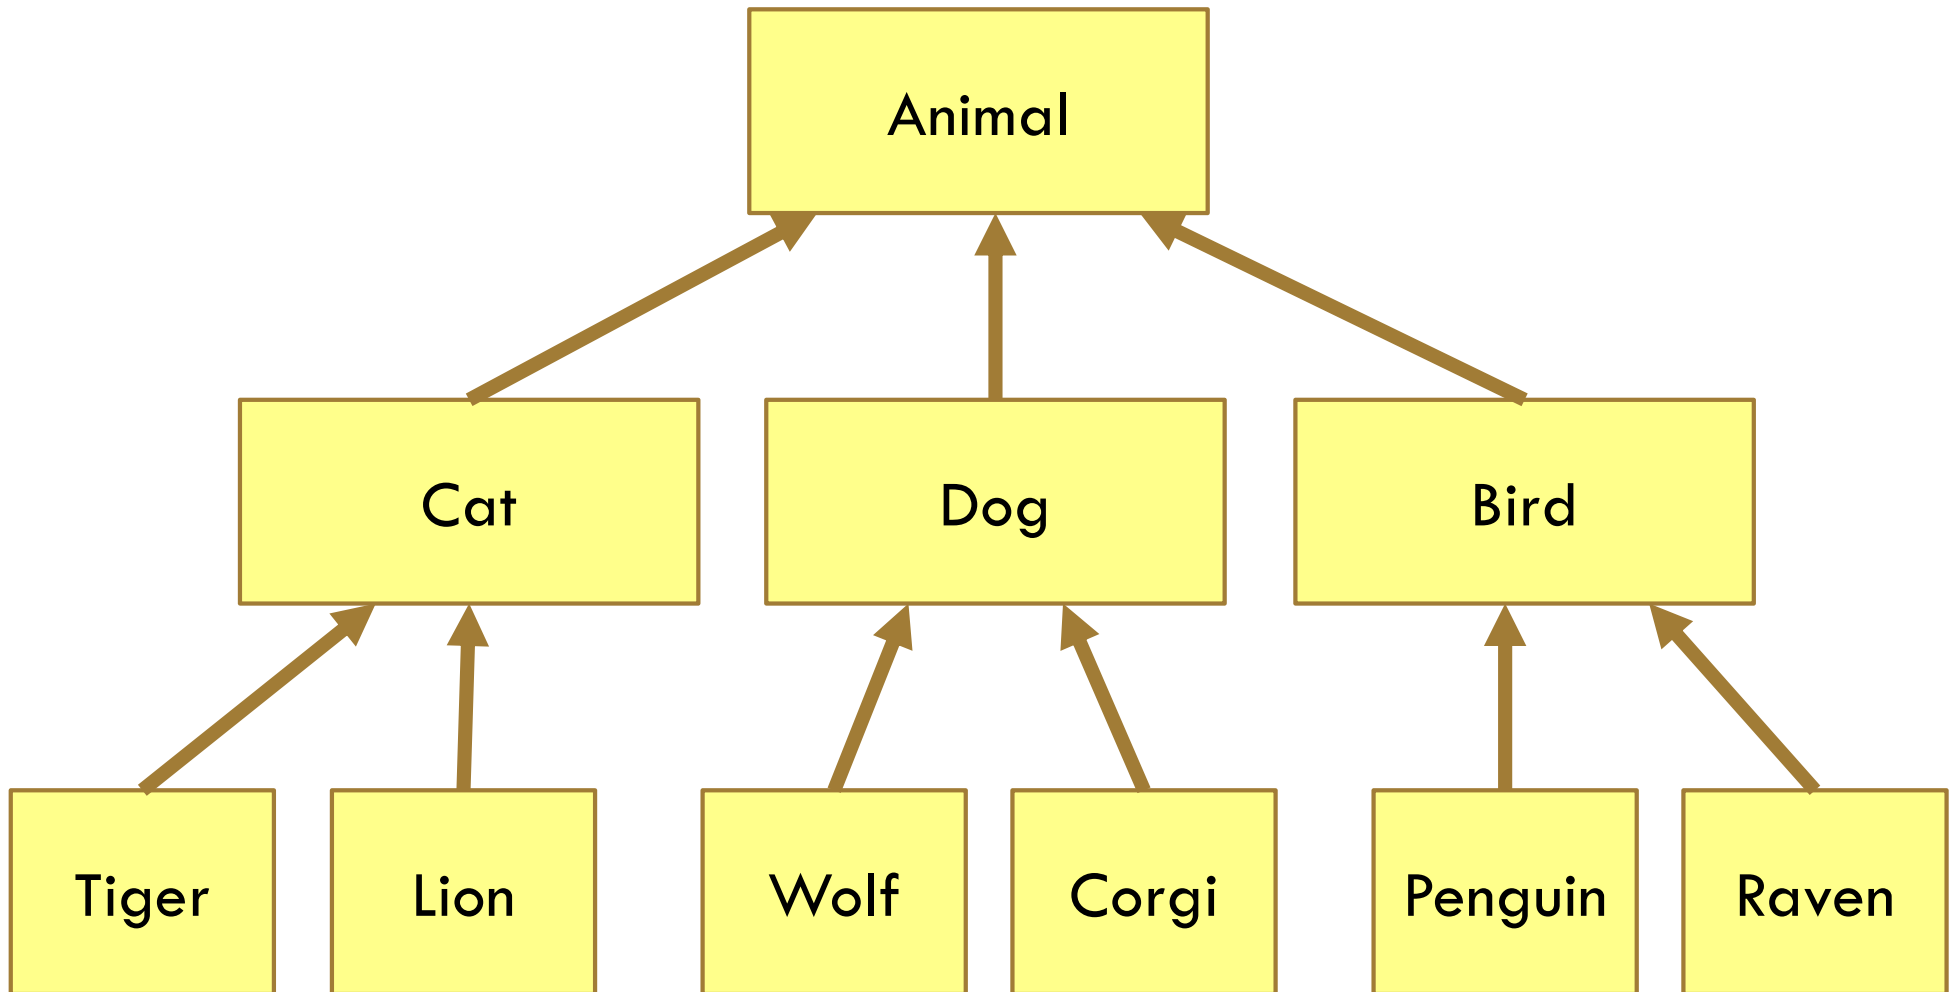 Animal
Cat
Dog
Bird
Tiger
Lion
Wolf
Corgi
Penguin
Raven